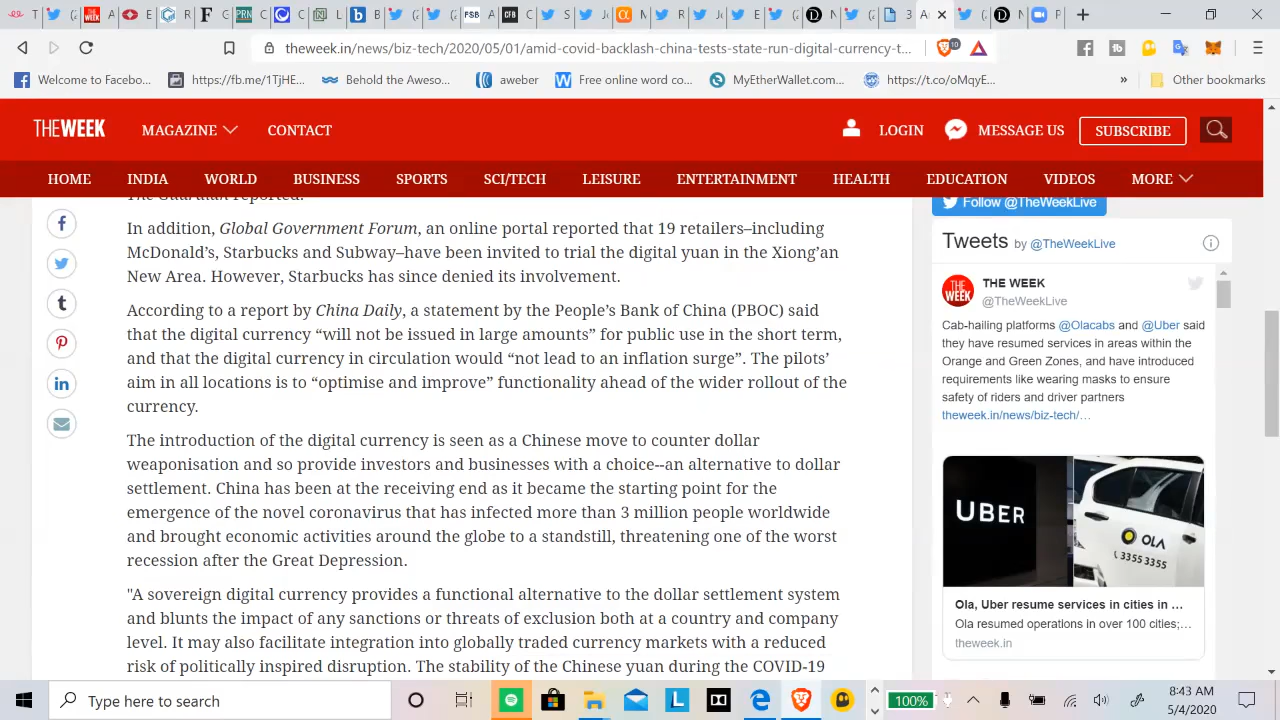 theweek.in/news/biz-tech/2020/05/01/amid-covid-backlash-china-tests-state-run-digital-currency-t...
10
Welcome to Facebo...
https://fb.me/1TjHE...
Behold the Aweso...
aweber
Free online word co...
MyEtherWallet.com...
https://t.co/oMqyE...
»
Other bookmarks
THE WEEK
MAGAZINE
CONTACT
LOGIN
MESSAGE US
SUBSCRIBE
HOME
INDIA
WORLD
BUSINESS
SPORTS
SCI/TECH
LEISURE
ENTERTAINMENT
HEALTH
EDUCATION
VIDEOS
MORE
The Guardian reported.
In addition, Global Government Forum, an online portal reported that 19 retailers–including
McDonald’s, Starbucks and Subway–have been invited to trial the digital yuan in the Xiong’an
New Area. However, Starbucks has since denied its involvement.
According to a report by China Daily, a statement by the People’s Bank of China (PBOC) said
that the digital currency “will not be issued in large amounts” for public use in the short term,
and that the digital currency in circulation would “not lead to an inflation surge”. The pilots’
aim in all locations is to “optimise and improve” functionality ahead of the wider rollout of the
currency.
The introduction of the digital currency is seen as a Chinese move to counter dollar
weaponisation and so provide investors and businesses with a choice--an alternative to dollar
settlement. China has been at the receiving end as it became the starting point for the
emergence of the novel coronavirus that has infected more than 3 million people worldwide
and brought economic activities around the globe to a standstill, threatening one of the worst
recession after the Great Depression.
"A sovereign digital currency provides a functional alternative to the dollar settlement system
and blunts the impact of any sanctions or threats of exclusion both at a country and company
level. It may also facilitate integration into globally traded currency markets with a reduced
risk of politically inspired disruption. The stability of the Chinese yuan during the COVID-19
Follow @TheWeekLive
Tweets by @TheWeekLive
THE WEEK
THE WEEK
@TheWeekLive
Cab-hailing platforms @Olacabs and @Uber said
they have resumed services in areas within the
Orange and Green Zones, and have introduced
requirements like wearing masks to ensure
safety of riders and driver partners
theweek.in/news/biz-tech/...
UBER
OLA
3355 3355
Ola, Uber resume services in cities in ...
Ola resumed operations in over 100 cities;...
theweek.in
Type here to search
100%
8:43 AM
5/4/2020